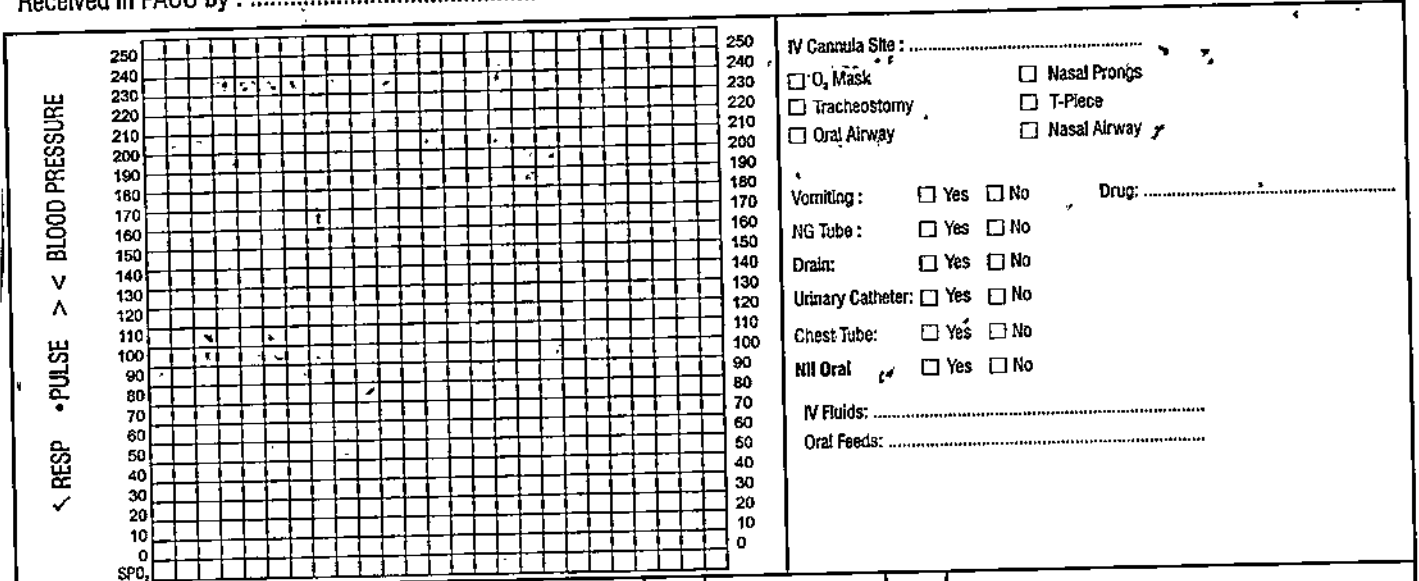 Received in PACU by : ..........................................
< RESP • PULSE > < BLOOD PRESSURE
250 250
240 240
230 230
220 220
210 210
200 200
190 190
180 180
170 170
160 160
150 150
140 140
130 130
120 120
110 110
100 100
90 90
80 80
70 70
60 60
50 50
40 40
30 30
20 20
10 10
0 0
SPO₂
IV Cannula Site : ..........................................
☐ O₂ Mask ☐ Nasal Prongs
☐ Tracheostomy ☐ T-Piece
☐ Oral Airway ☐ Nasal Airway
Vomiting : ☐ Yes ☐ No Drug: ..........................................
NG Tube : ☐ Yes ☐ No
Drain: ☐ Yes ☐ No
Urinary Catheter: ☐ Yes ☐ No
Chest Tube: ☐ Yes ☐ No
Nil Oral ☐ Yes ☐ No
IV Fluids: ..........................................
Oral Feeds: ..........................................